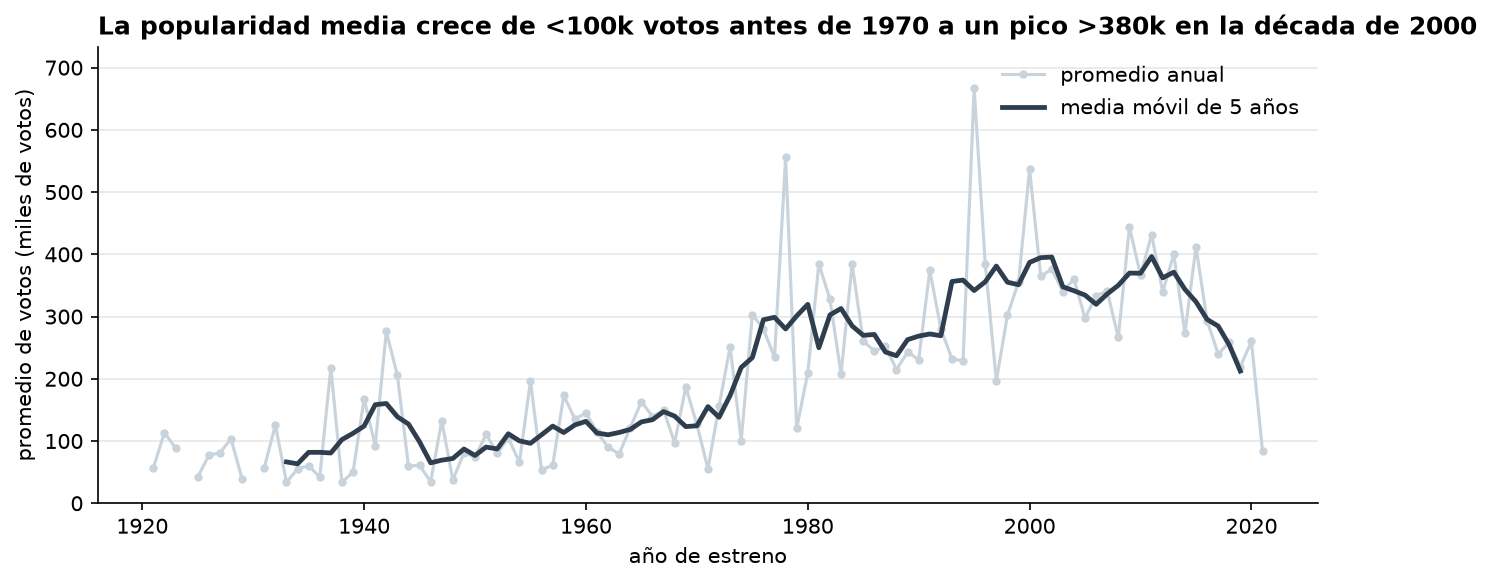 La popularidad media crece de <100k votos antes de 1970 a un pico >380k en la década de 2000
promedio de votos (miles de votos)
700
600
500
400
300
200
100
0
promedio anual
media móvil de 5 años
1920 1940 1960 1980 2000 2020
año de estreno